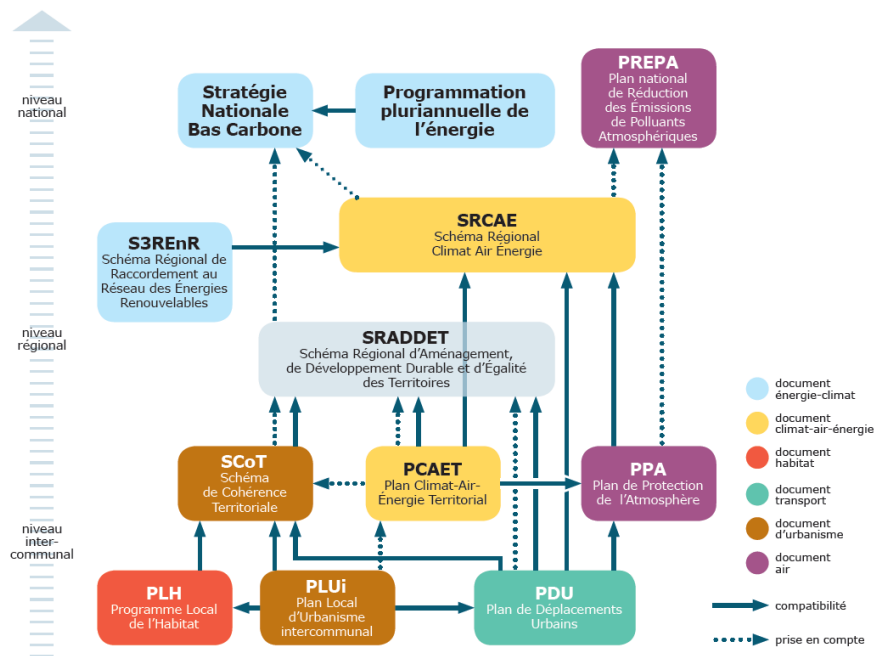 niveau
national
Stratégie
Nationale
Bas Carbone
Programmation
pluriannuelle de
l'énergie
PREPA
Plan national
de Réduction
des Émissions
de Polluants
Atmosphériques
S3REnR
Schéma Régional de
Raccordement au
Réseau des Énergies
Renouvelables
SRCAE
Schéma Régional
Climat Air Énergie
niveau
régional
SRADDET
Schéma Régional d'Aménagement,
de Développement Durable et d'Égalité
des Territoires
SCoT
Schéma
de Cohérence
Territoriale
PCAET
Plan Climat-Air-
Énergie Territorial
PPA
Plan de Protection
de l'Atmosphère
niveau
inter-
communal
PLH
Programme Local
de l'Habitat
PLUi
Plan Local
d'Urbanisme
intercommunal
PDU
Plan de Déplacements
Urbains
document
énergie-climat
document
climat-air-énergie
document
habitat
document
transport
document
d'urbanisme
document
air
compatibilité
prise en compte